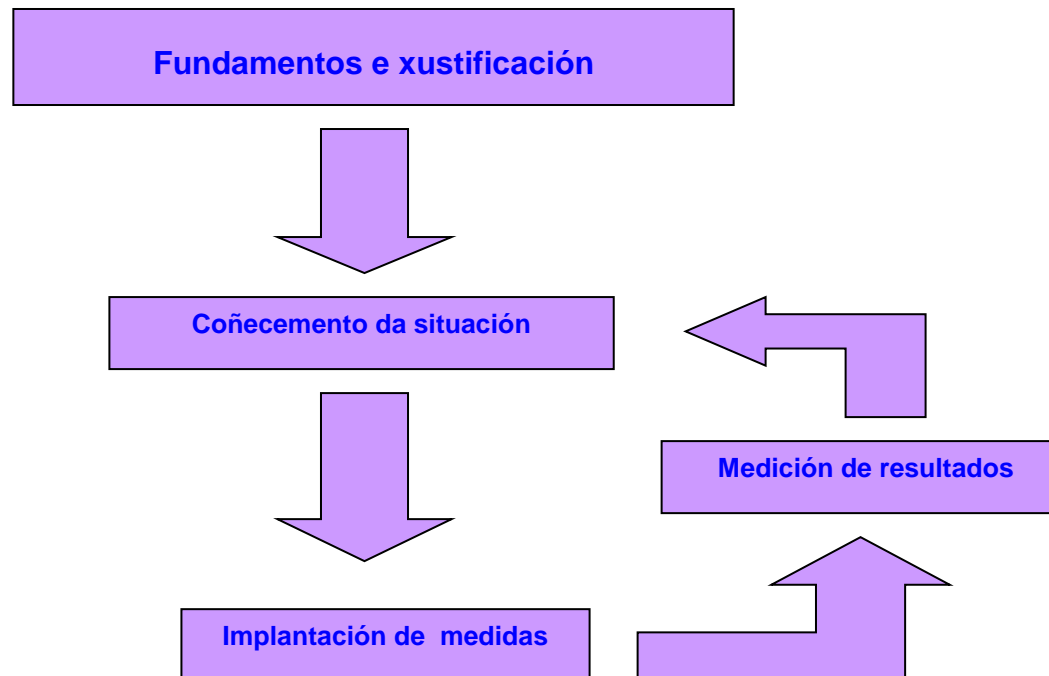 Fundamentos e xustificación
Coñecemento da situación
Medición de resultados
Implantación de  medidas